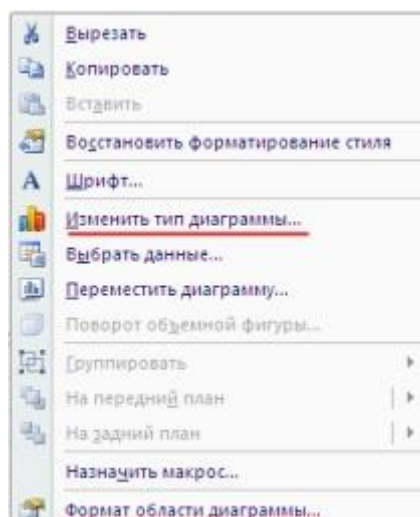 Вырезать
Копировать
Вставить
Восстановить форматирование стиля
Шрифт...
Изменить тип диаграммы...
Выбрать данные...
Переместить диаграмму...
Поворот объемной фигуры...
Группировать
На передний план
На задний план
Назначить макрос...
Формат области диаграммы...